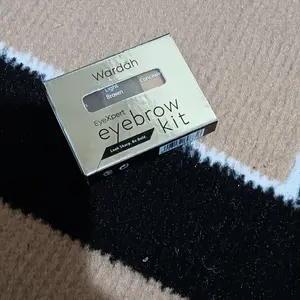 Wardah
Light
Brown
EyeXpert
eyebrow
kit
Look Sharp. Be Bold.